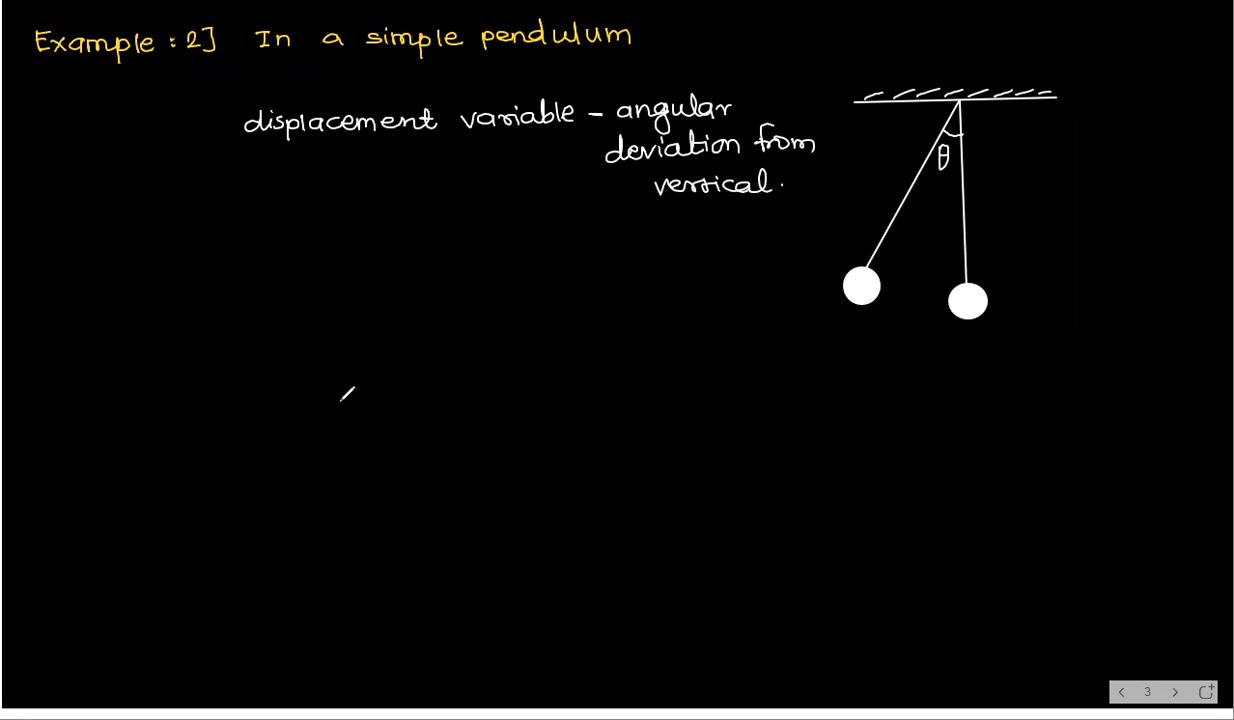 Example : 2] In a simple pendulum
displacement variable - angular
deviation from
vertical.
θ
3